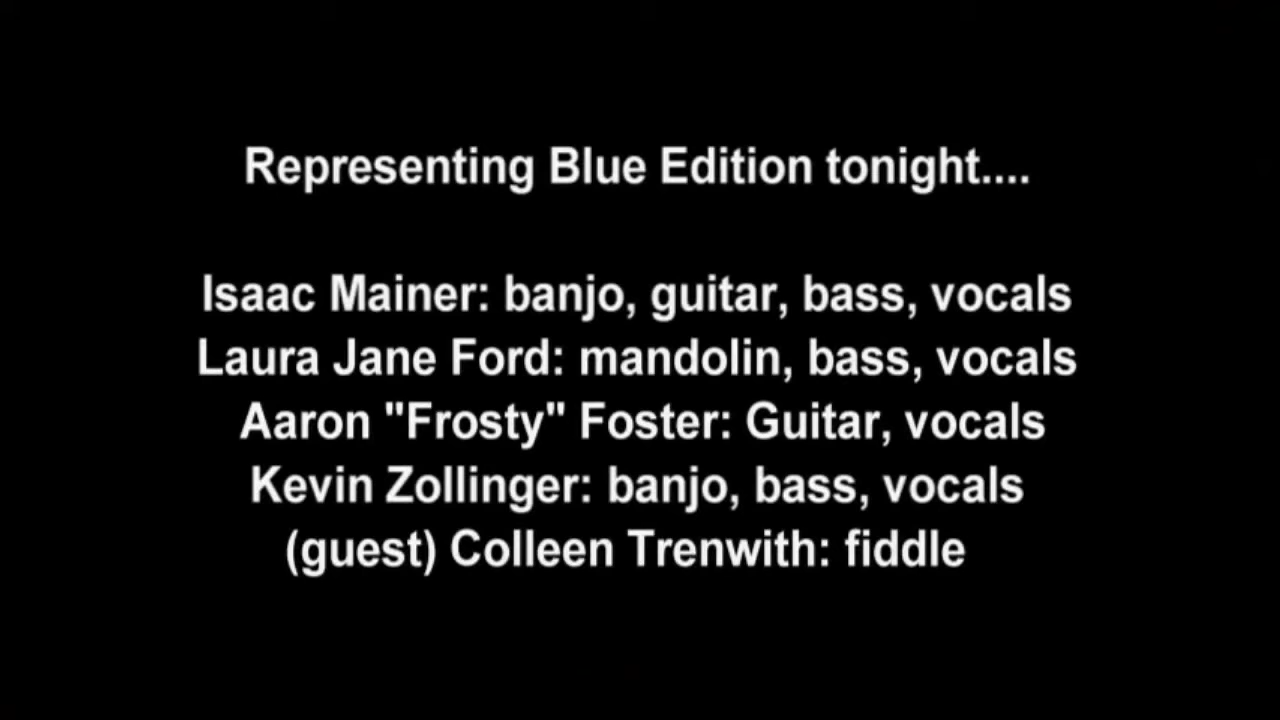 Representing Blue Edition tonight....
Isaac Mainer: banjo, guitar, bass, vocals
Laura Jane Ford: mandolin, bass, vocals
Aaron "Frosty" Foster: Guitar, vocals
Kevin Zollinger: banjo, bass, vocals
(guest) Colleen Trenwith: fiddle